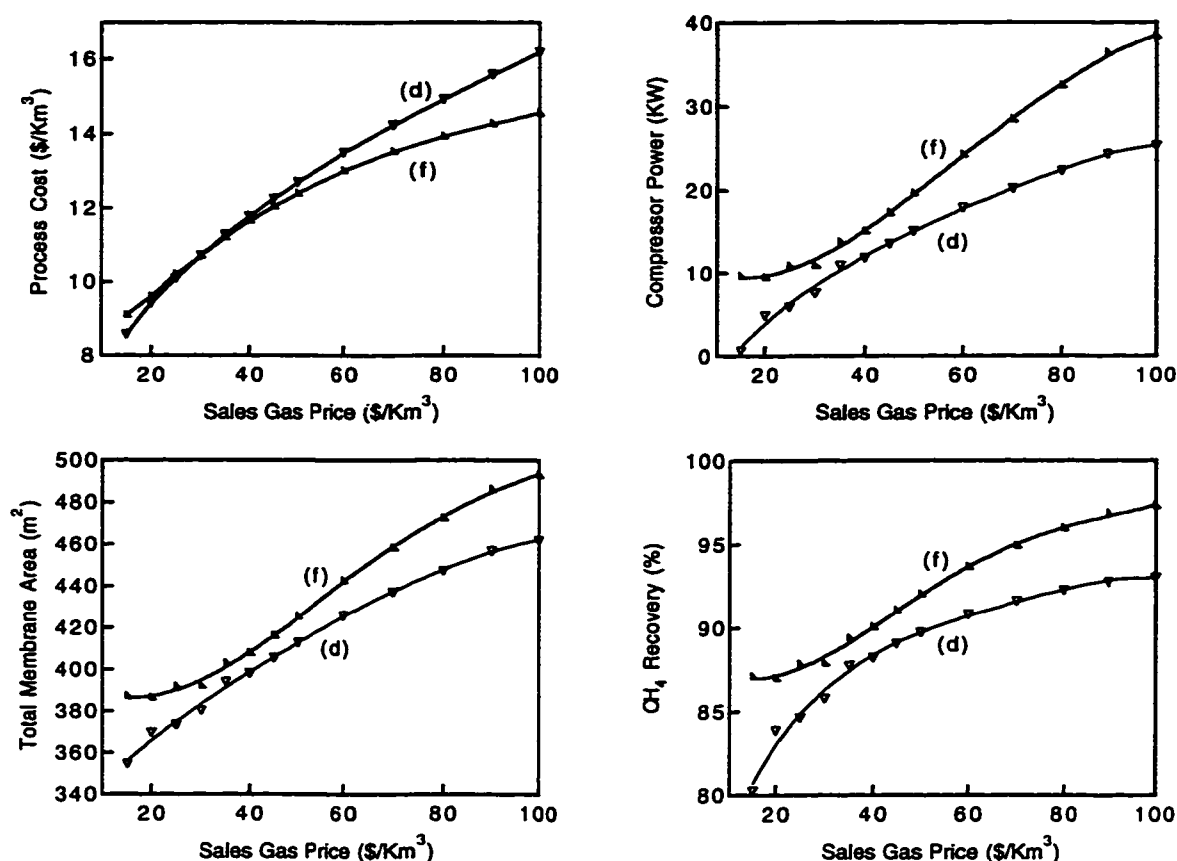 Process Cost ($/Km³)
16
14
12
10
8
(d)
(f)
20 40 60 80 100
Sales Gas Price ($/Km³)
Compressor Power (KW)
40
30
20
10
0
(f)
(d)
20 40 60 80 100
Sales Gas Price ($/Km³)
Total Membrane Area (m²)
500
480
460
440
420
400
380
360
340
(f)
(d)
20 40 60 80 100
Sales Gas Price ($/Km³)
CH₄ Recovery (%)
100
95
90
85
80
(f)
(d)
20 40 60 80 100
Sales Gas Price ($/Km³)